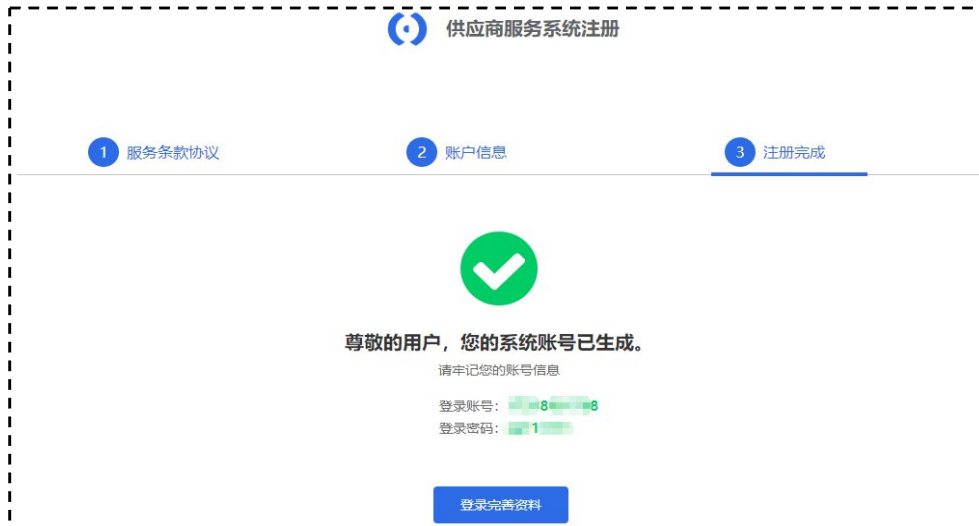 供应商服务系统注册
1 服务条款协议
2 账户信息
3 注册完成
尊敬的用户，您的系统账号已生成。
请牢记您的账号信息
登录账号： 8 8
登录密码： 1
登录完善资料